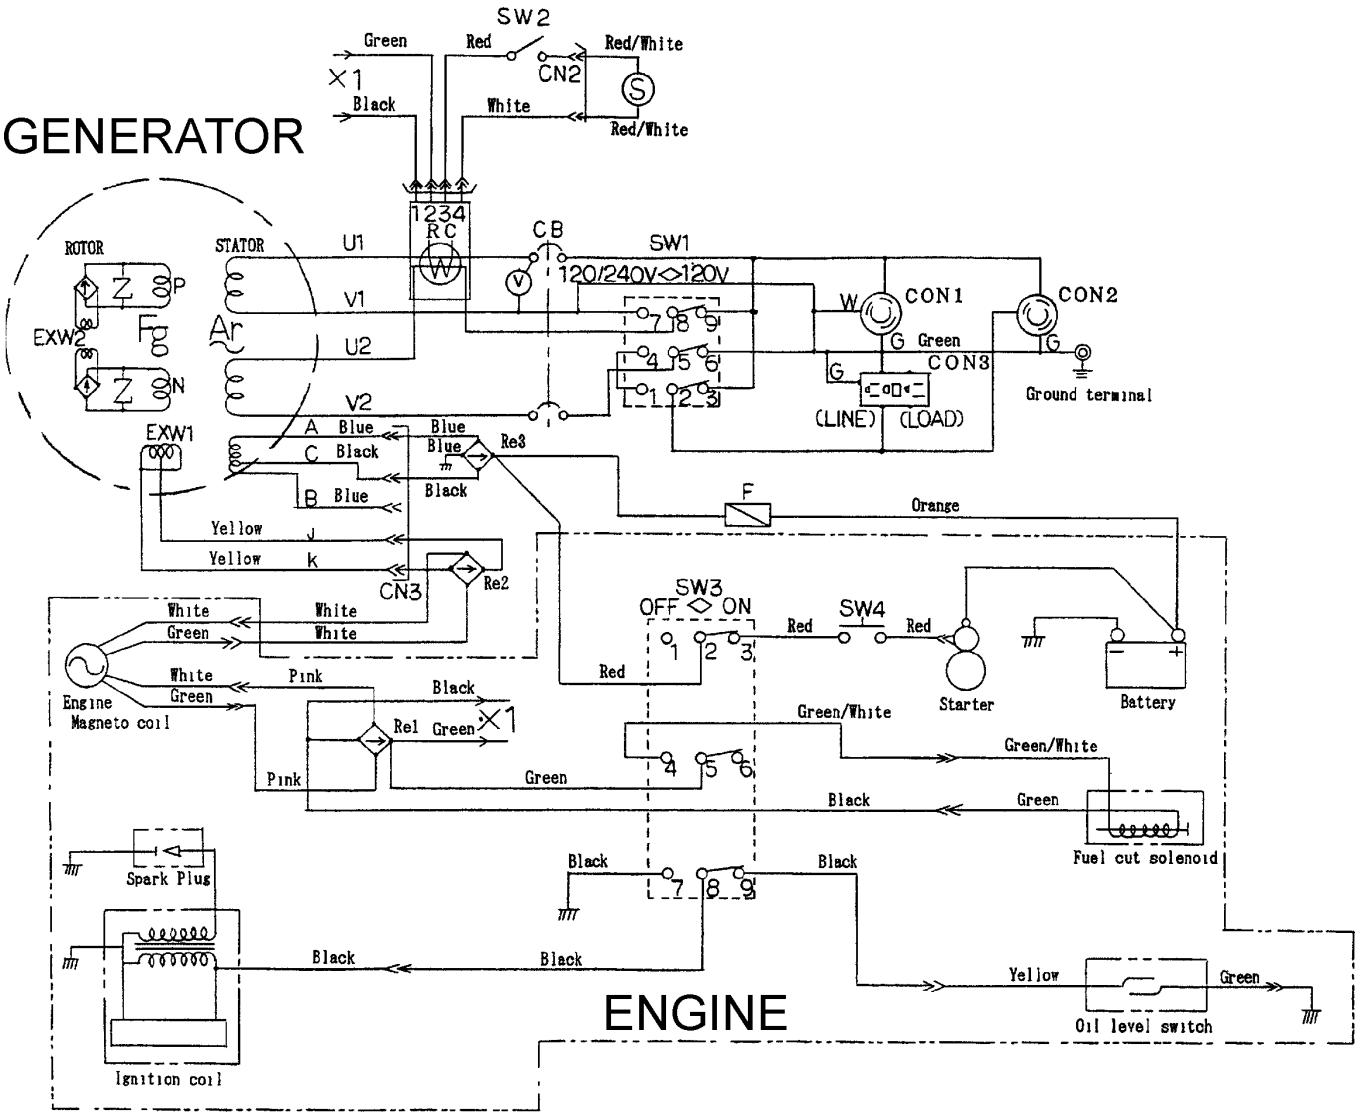 SW2
Green
Red
Red/White
X1
CN2
S
Black
White
Red/White
GENERATOR
1234
RC
W
ROTOR
STATOR
U1
CB
SW1
120/240V<>120V
V
P
Z
CON1
CON2
V1
W
7 8 9
EXW2
Fg
Ar
G
Green
G
U2
4 5 6
CON3
Z
N
G
Ground terminal
1 2 3
V2
(LINE) (LOAD)
EXW1
A Blue
Blue
Re3
C Black
Blue
Black
B Blue
F
Orange
Yellow J
Yellow k
Re2
CN3
SW3
OFF <> ON
SW4
White
White
Green
White
1 2 3
Red
Red
- +
Red
White
Pink
Engine
Magneto coil
Green
Black
Starter
Battery
X1
Re1
Green
Green/White
Green/White
4 5 6
Pink
Green
Black
Green
Fuel cut solenoid
Spark Plug
Black
Black
7 8 9
Black
Black
Yellow
Green
ENGINE
Oil level switch
Ignition coil